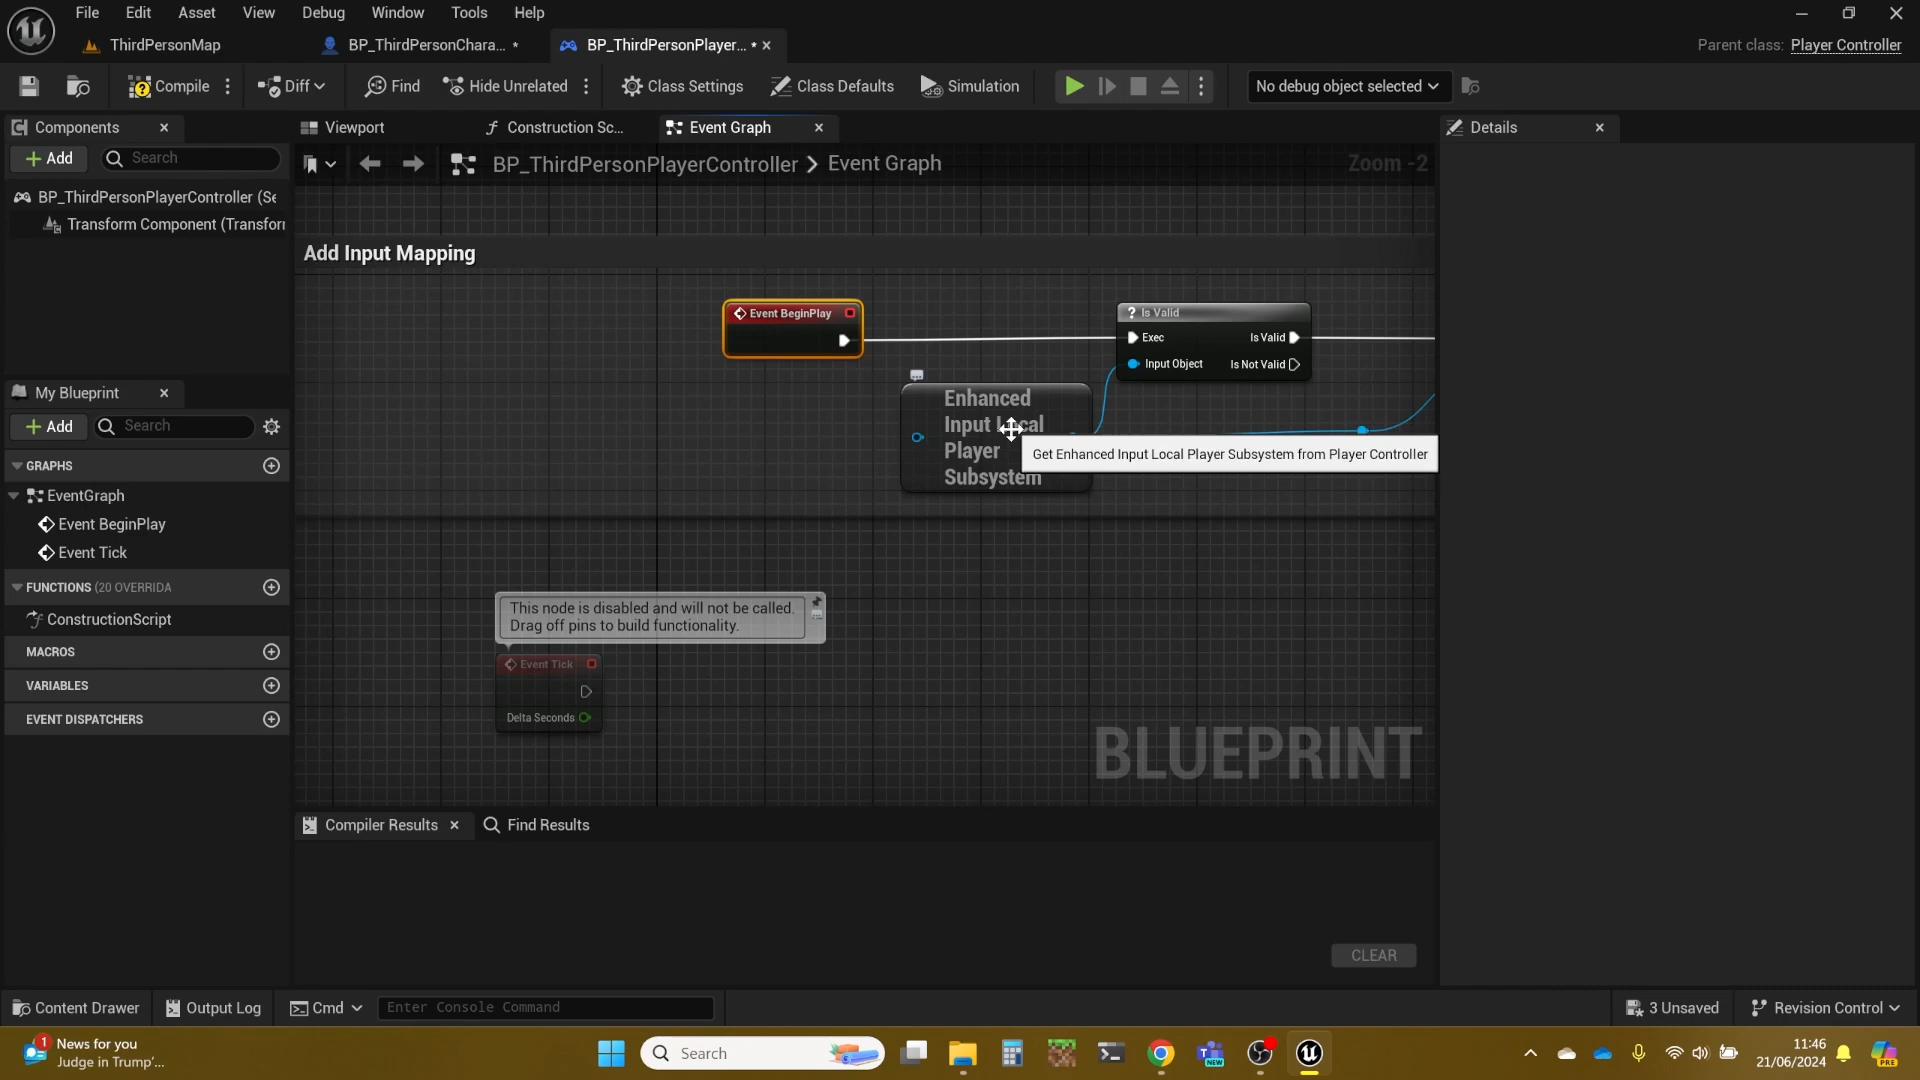 File Edit Asset View Debug Window Tools Help
ThirdPersonMap BP_ThirdPersonChara... * BP_ThirdPersonPlayer... * Parent class: Player Controller
Compile Diff Find Hide Unrelated Class Settings Class Defaults Simulation No debug object selected
Components Viewport Construction Sc... Event Graph Details
+ Add Search BP_ThirdPersonPlayerController > Event Graph Zoom -2
BP_ThirdPersonPlayerController (Se
Transform Component (Transfor
Add Input Mapping
Event BeginPlay
Is Valid
Exec Is Valid
Input Object Is Not Valid
Enhanced
Input Local
Player
Subsystem
Get Enhanced Input Local Player Subsystem from Player Controller
My Blueprint
+ Add Search
GRAPHS
EventGraph
Event BeginPlay
Event Tick
FUNCTIONS (20 OVERRIDA
ConstructionScript
MACROS
VARIABLES
EVENT DISPATCHERS
This node is disabled and will not be called.
Drag off pins to build functionality.
Event Tick
Delta Seconds
BLUEPRINT
Compiler Results Find Results
CLEAR
Content Drawer Output Log Cmd Enter Console Command 3 Unsaved Revision Control
1 News for you
Judge in Trump'...
Search
NEW
11:46
21/06/2024
PRE